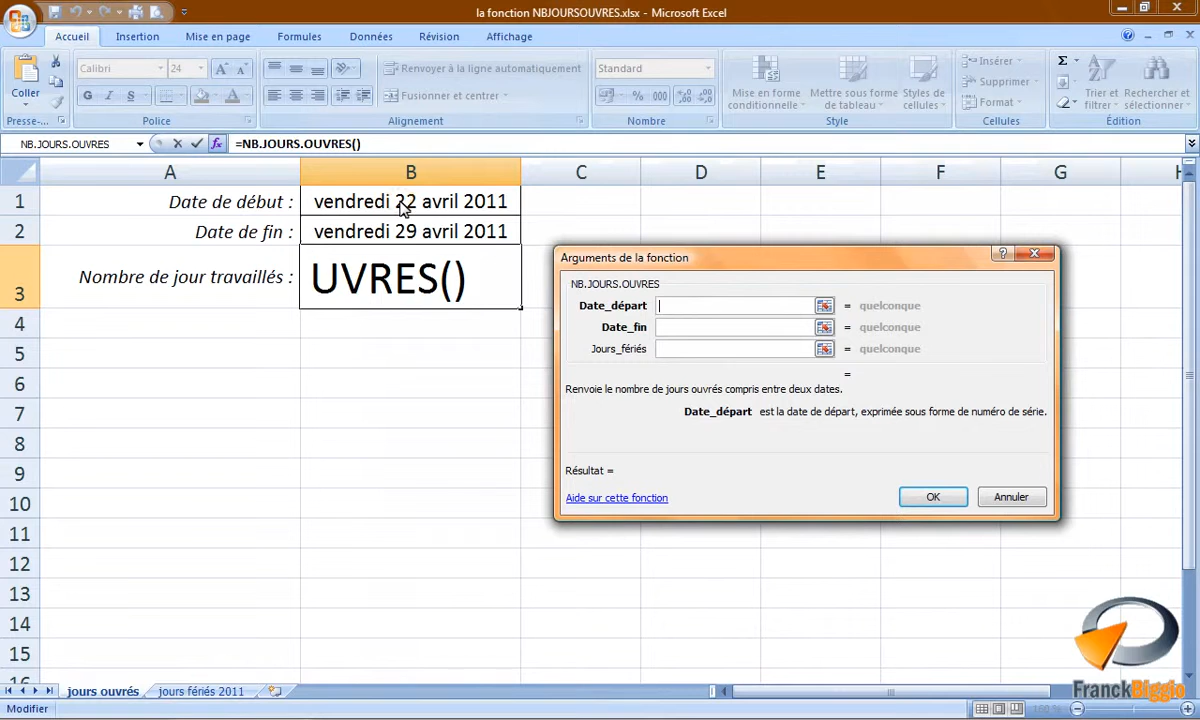 la fonction NBJOURSOUVRES.xlsx - Microsoft Excel
Accueil Insertion Mise en page Formules Données Révision Affichage
Coller
Calibri 24
Renvoyer à la ligne automatiquement
Standard
Insérer
Supprimer
Format
G I S
Fusionner et centrer
% 000
Mise en forme conditionnelle
Mettre sous forme de tableau
Styles de cellules
Trier et filtrer
Rechercher et sélectionner
Presse-... Police Alignement Nombre Style Cellules Édition
NB.JOURS.OUVRES
=NB.JOURS.OUVRES()
A B C D E F G H
1 Date de début : vendredi 22 avril 2011
2 Date de fin : vendredi 29 avril 2011
3 Nombre de jour travaillés : UVRES()
4
5
6
7
8
9
10
11
12
13
14
15
Arguments de la fonction
NB.JOURS.OUVRES
Date_départ = quelconque
Date_fin = quelconque
Jours_fériés = quelconque
=
Renvoie le nombre de jours ouvrés compris entre deux dates.
Date_départ est la date de départ, exprimée sous forme de numéro de série.
Résultat =
Aide sur cette fonction
OK Annuler
FranckBiggio
jours ouvrés jours fériés 2011
Modifier 160 %